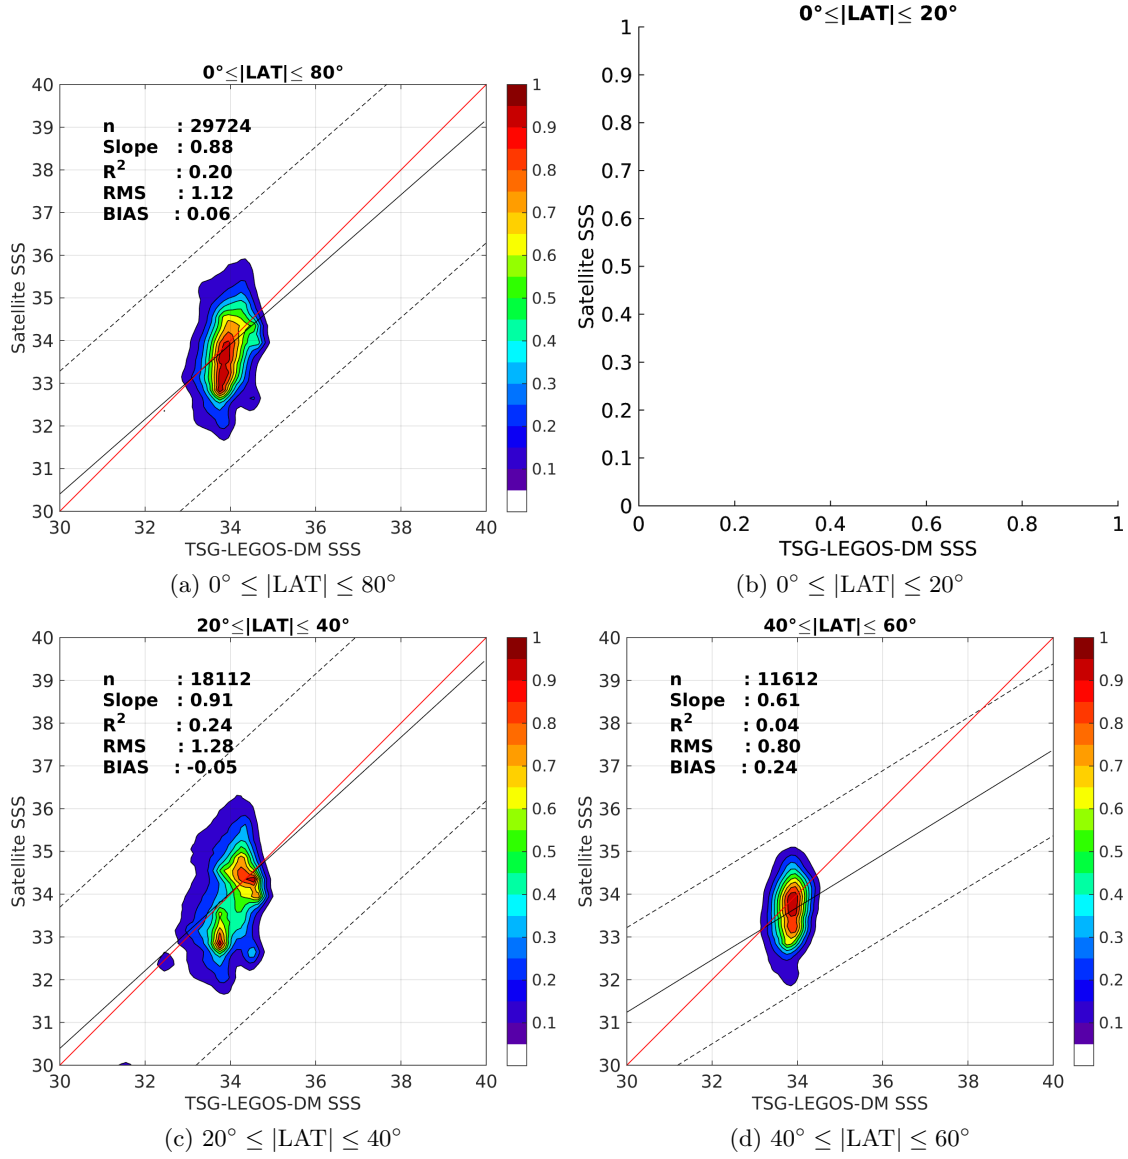 0°≤|LAT|≤ 80°
n : 29724
Slope : 0.88
R² : 0.20
RMS : 1.12
BIAS : 0.06
40
39
38
37
36
35
34
33
32
31
30
Satellite SSS
30 32 34 36 38 40
TSG-LEGOS-DM SSS
1
0.9
0.8
0.7
0.6
0.5
0.4
0.3
0.2
0.1
(a) 0° ≤ |LAT| ≤ 80°
0°≤|LAT|≤ 20°
1
0.9
0.8
0.7
0.6
0.5
0.4
0.3
0.2
0.1
0
Satellite SSS
0 0.2 0.4 0.6 0.8 1
TSG-LEGOS-DM SSS
(b) 0° ≤ |LAT| ≤ 20°
20°≤|LAT|≤ 40°
n : 18112
Slope : 0.91
R² : 0.24
RMS : 1.28
BIAS : -0.05
40
39
38
37
36
35
34
33
32
31
30
Satellite SSS
30 32 34 36 38 40
TSG-LEGOS-DM SSS
1
0.9
0.8
0.7
0.6
0.5
0.4
0.3
0.2
0.1
(c) 20° ≤ |LAT| ≤ 40°
40°≤|LAT|≤ 60°
n : 11612
Slope : 0.61
R² : 0.04
RMS : 0.80
BIAS : 0.24
40
39
38
37
36
35
34
33
32
31
30
Satellite SSS
30 32 34 36 38 40
TSG-LEGOS-DM SSS
1
0.9
0.8
0.7
0.6
0.5
0.4
0.3
0.2
0.1
(d) 40° ≤ |LAT| ≤ 60°